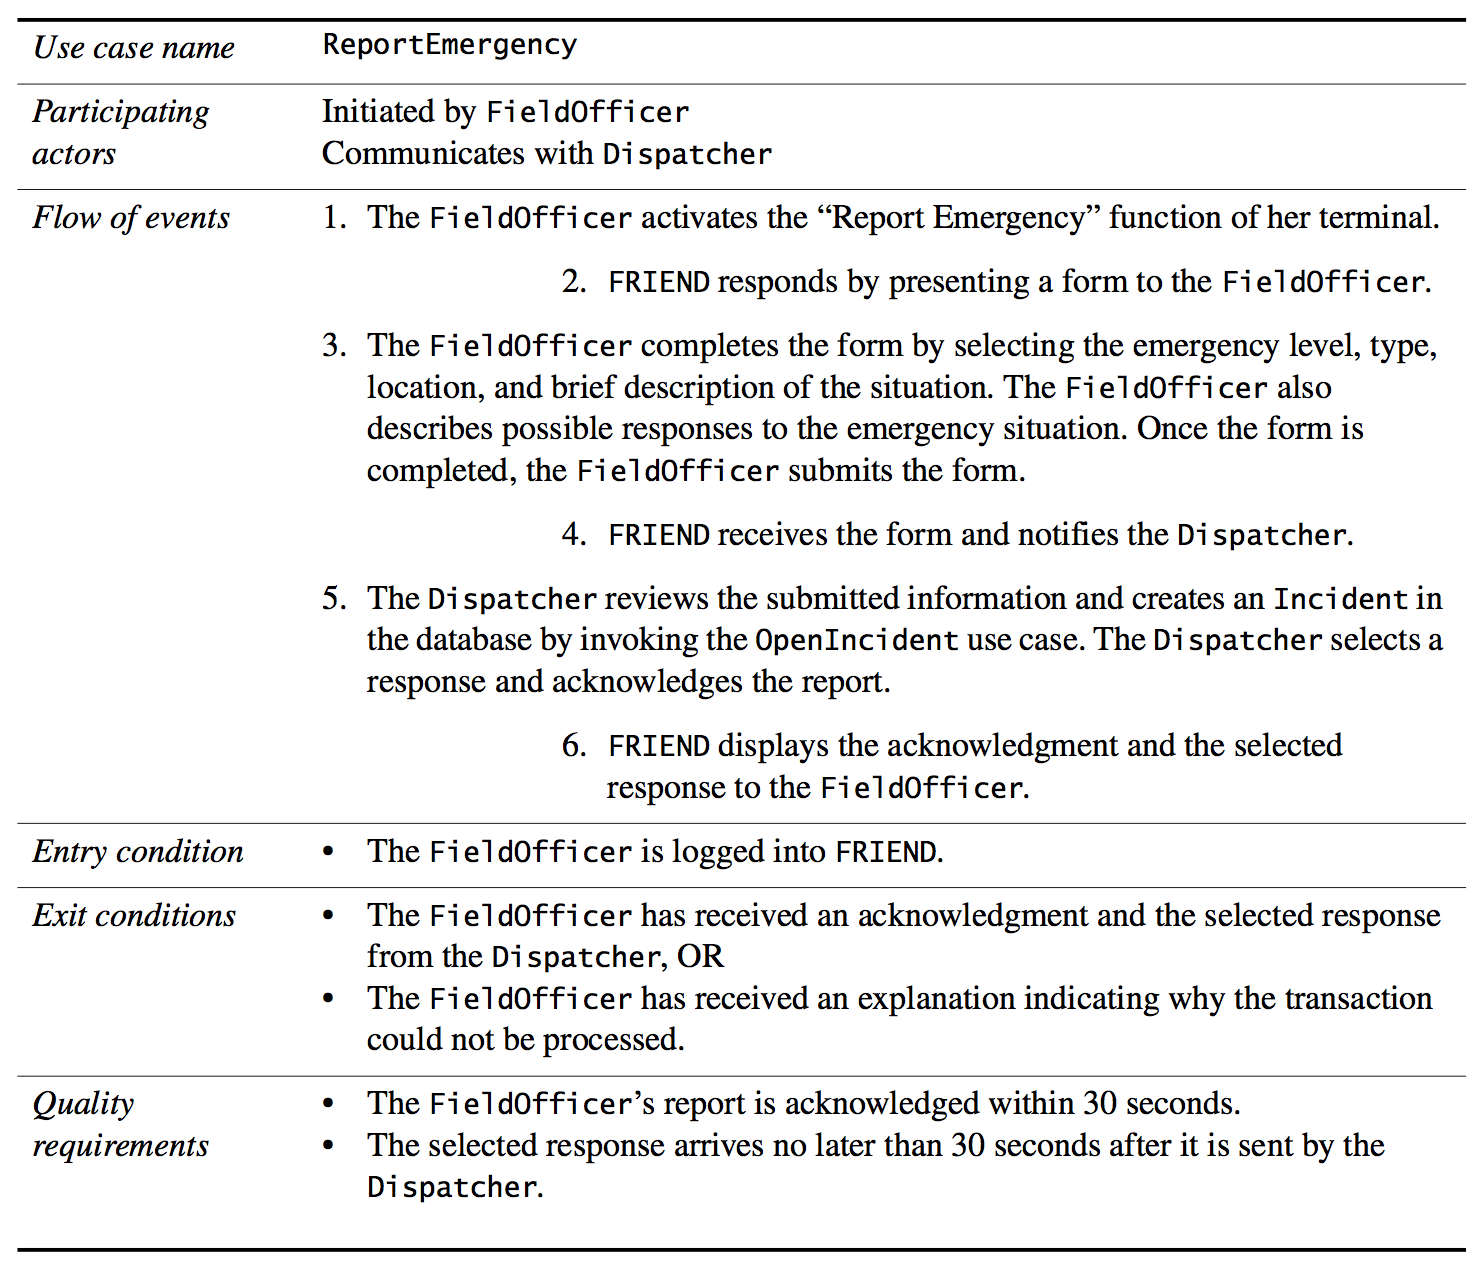 Use case name ReportEmergency
Participating actors
Initiated by FieldOfficer
Communicates with Dispatcher
Flow of events
1. The FieldOfficer activates the “Report Emergency” function of her terminal.
2. FRIEND responds by presenting a form to the FieldOfficer.
3. The FieldOfficer completes the form by selecting the emergency level, type,
location, and brief description of the situation. The FieldOfficer also
describes possible responses to the emergency situation. Once the form is
completed, the FieldOfficer submits the form.
4. FRIEND receives the form and notifies the Dispatcher.
5. The Dispatcher reviews the submitted information and creates an Incident in
the database by invoking the OpenIncident use case. The Dispatcher selects a
response and acknowledges the report.
6. FRIEND displays the acknowledgment and the selected
response to the FieldOfficer.
Entry condition
• The FieldOfficer is logged into FRIEND.
Exit conditions
• The FieldOfficer has received an acknowledgment and the selected response
from the Dispatcher, OR
• The FieldOfficer has received an explanation indicating why the transaction
could not be processed.
Quality
requirements
• The FieldOfficer’s report is acknowledged within 30 seconds.
• The selected response arrives no later than 30 seconds after it is sent by the
Dispatcher.